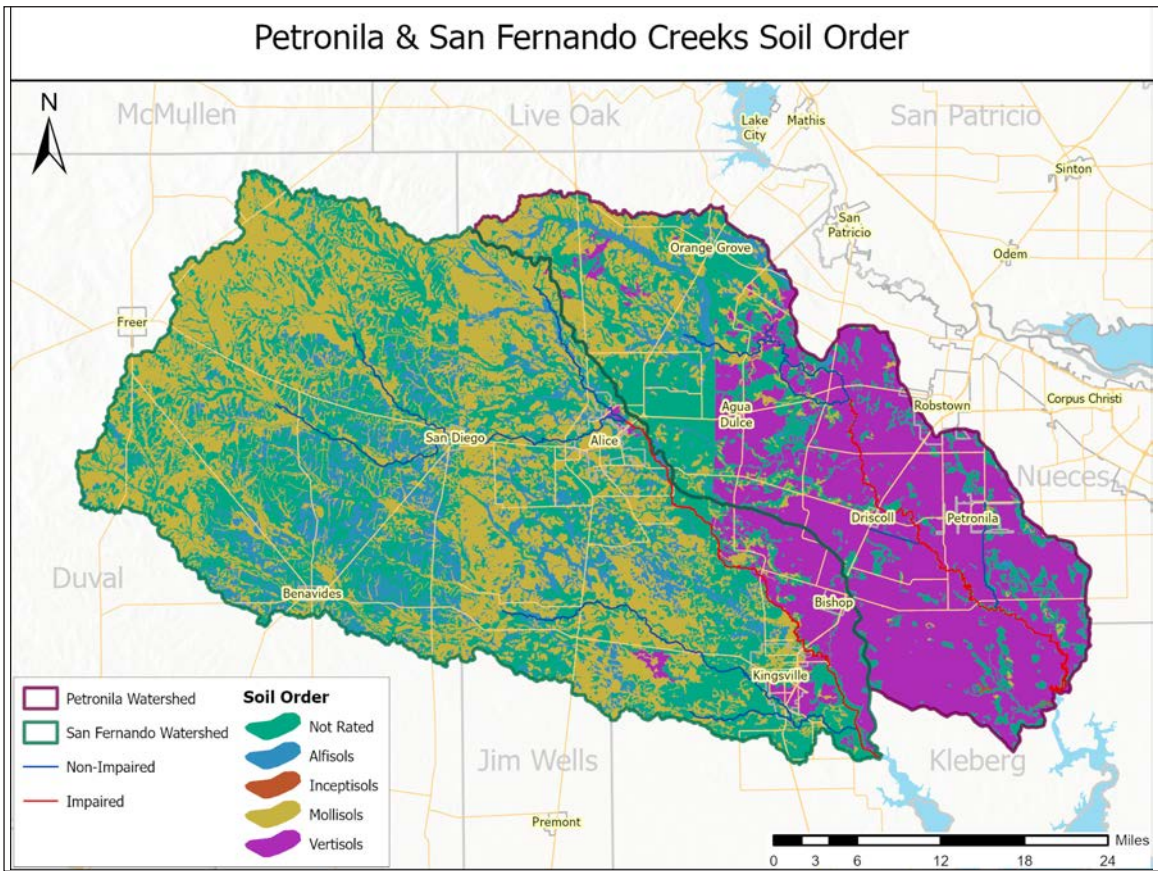 Petronila & San Fernando Creeks Soil Order
N
McMullen
Live Oak
San Patricio
Lake
City
Mathis
Sinton
San
Patricio
Orange Grove
Odem
Freer
Agua
Dulce
Robstown
Corpus Christi
San Diego
Alice
Nueces
Driscoll
Petronila
Duval
Benavides
Bishop
Kingsville
Jim Wells
Kleberg
Premont
Petronila Watershed
San Fernando Watershed
Non-Impaired
Impaired
Soil Order
Not Rated
Alfisols
Inceptisols
Mollisols
Vertisols
Miles
0 3 6 12 18 24